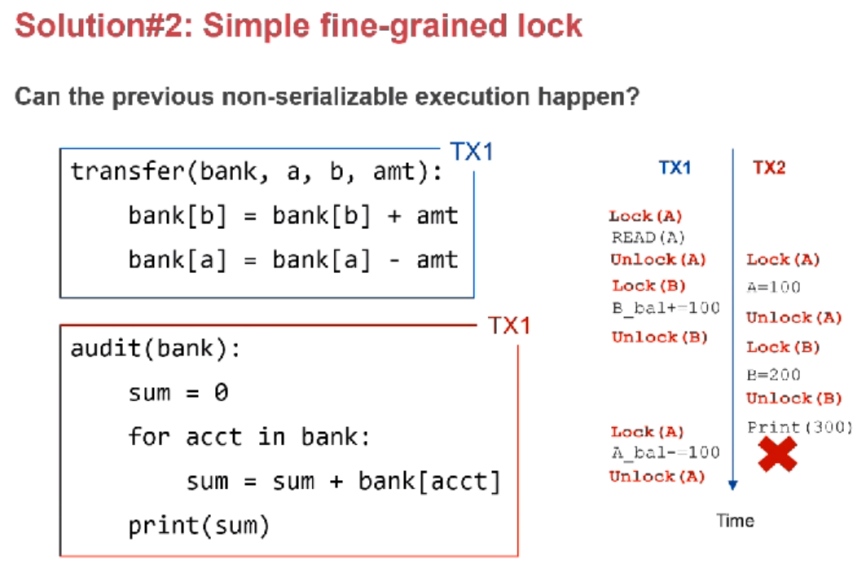 Solution#2: Simple fine-grained lock
Can the previous non-serializable execution happen?
TX1
transfer(bank, a, b, amt):
bank[b] = bank[b] + amt
bank[a] = bank[a] - amt
TX1
audit(bank):
sum = 0
for acct in bank:
sum = sum + bank[acct]
print(sum)
TX1
Lock(A)
READ(A)
Unlock(A)
Lock(B)
B_bal+=100
Unlock(B)
Lock(A)
A_bal-=100
Unlock(A)
TX2
Lock(A)
A=100
Unlock(A)
Lock(B)
B=200
Unlock(B)
Print(300)
Time